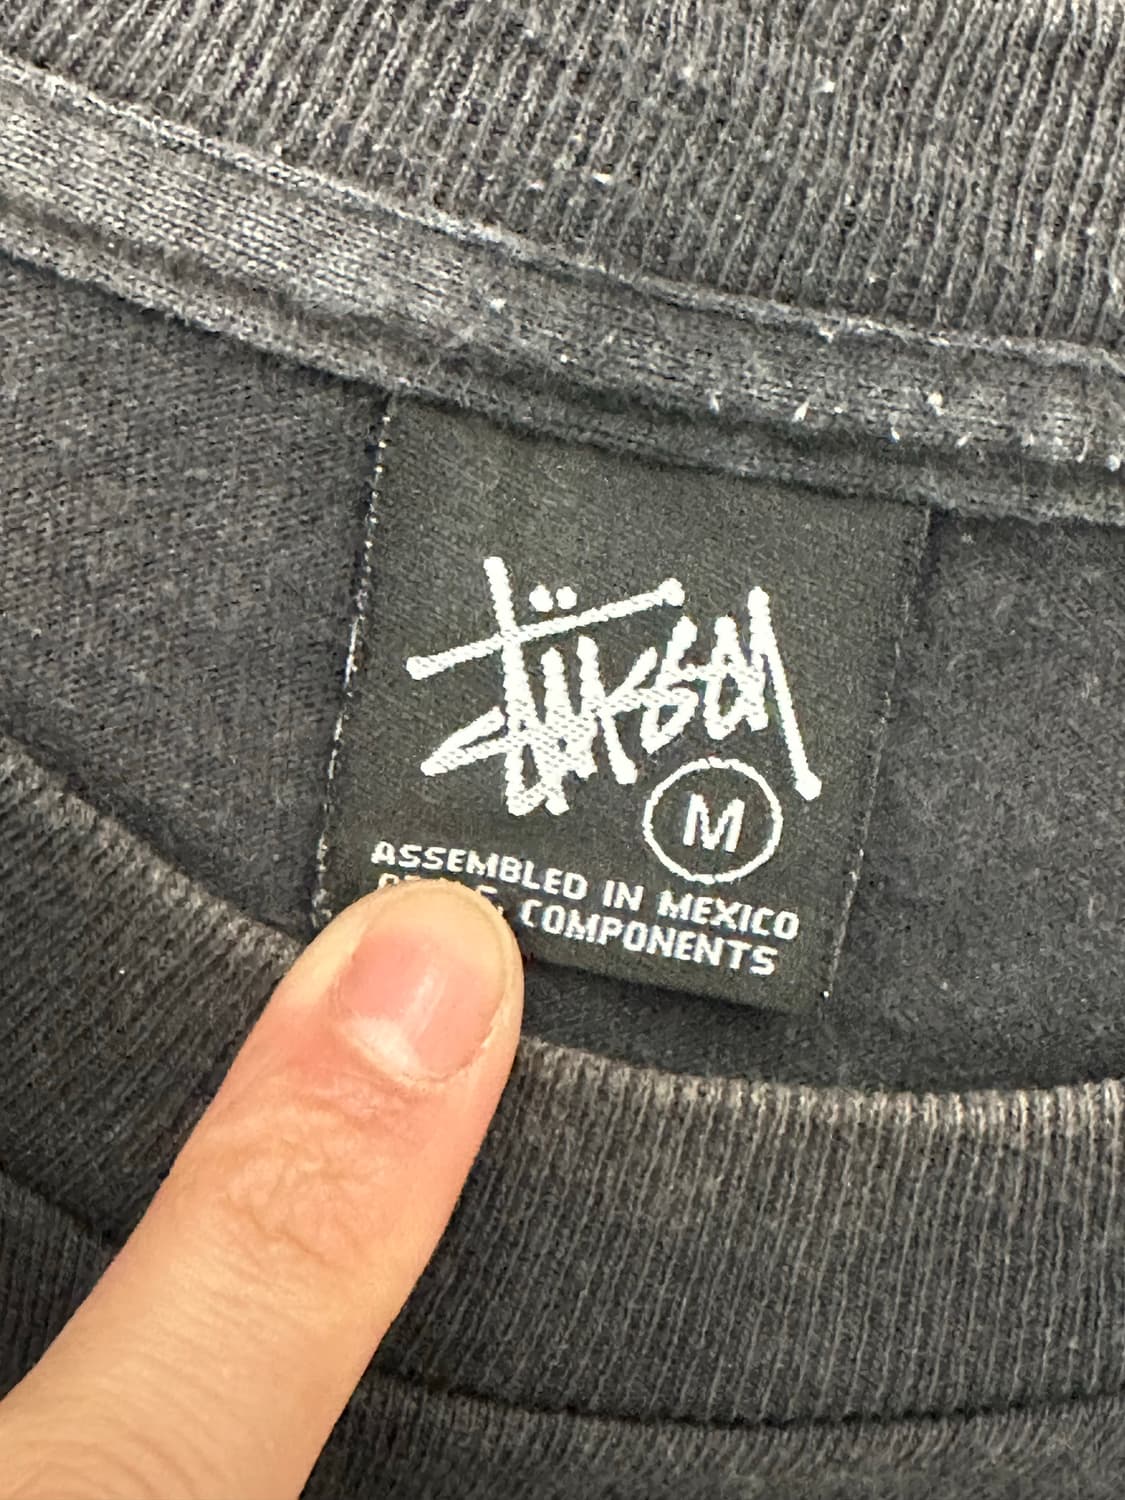 Stüssy
M
ASSEMBLED IN MEXICO
COMPONENTS